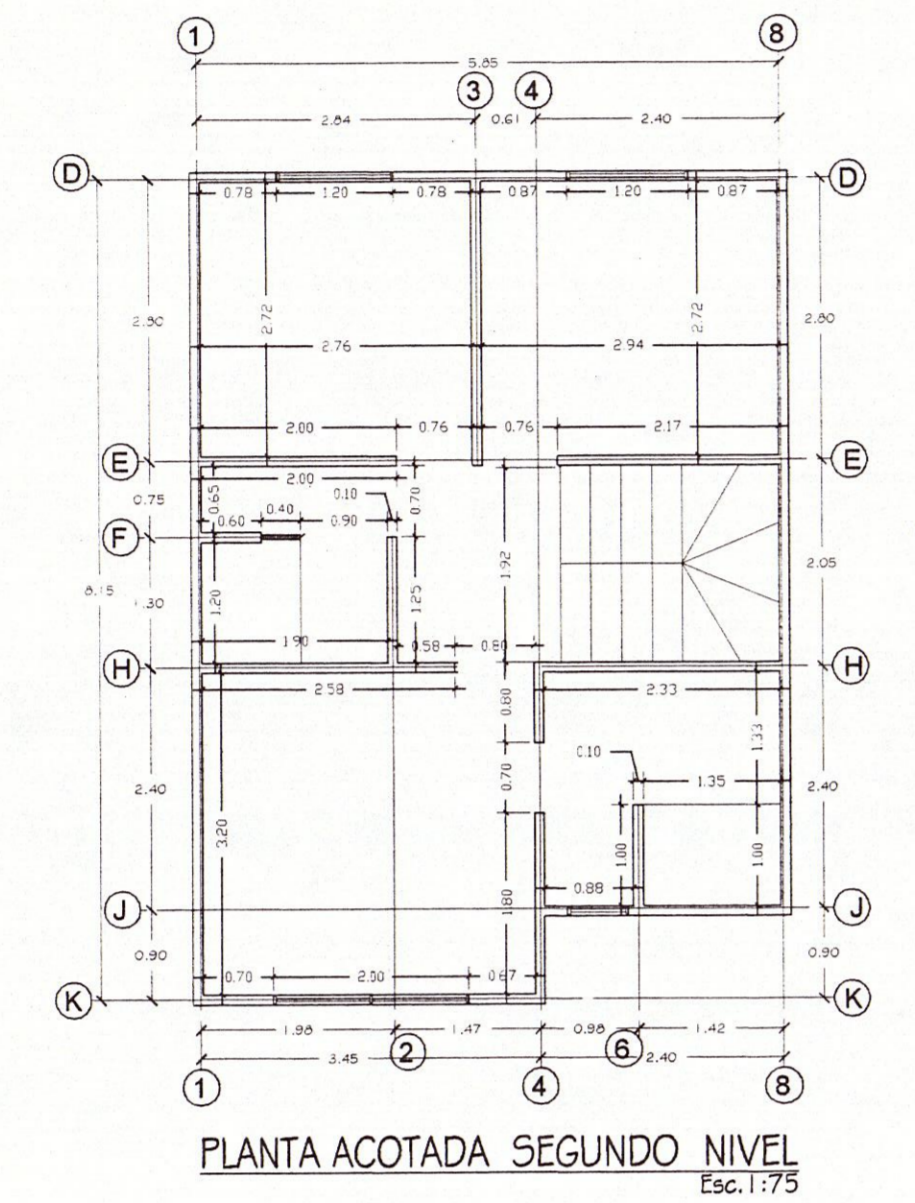 1 8
5.85
3 4
2.84 0.61 2.40
D D
0.78 1.20 0.78 0.87 1.20 0.87
2.80 2.72 2.72 2.80
2.76 2.94
2.00 0.76 0.76 2.17
E E
2.00
0.75 0.65 0.10 0.70
0.60 0.40 0.90
F
8.15 1.30 1.20 1.25 1.92 2.05
1.90 0.58 0.80
H H
2.58 2.33
0.80 1.33
0.10
0.70 1.35
2.40 2.40
3.20
1.00 1.00
0.88
1.80
J J
0.90 0.90
0.70 2.00 0.67
K K
1.98 1.47 0.98 1.42
2 6
3.45 2.40
1 4 8
PLANTA ACOTADA SEGUNDO NIVEL
Esc. 1:75